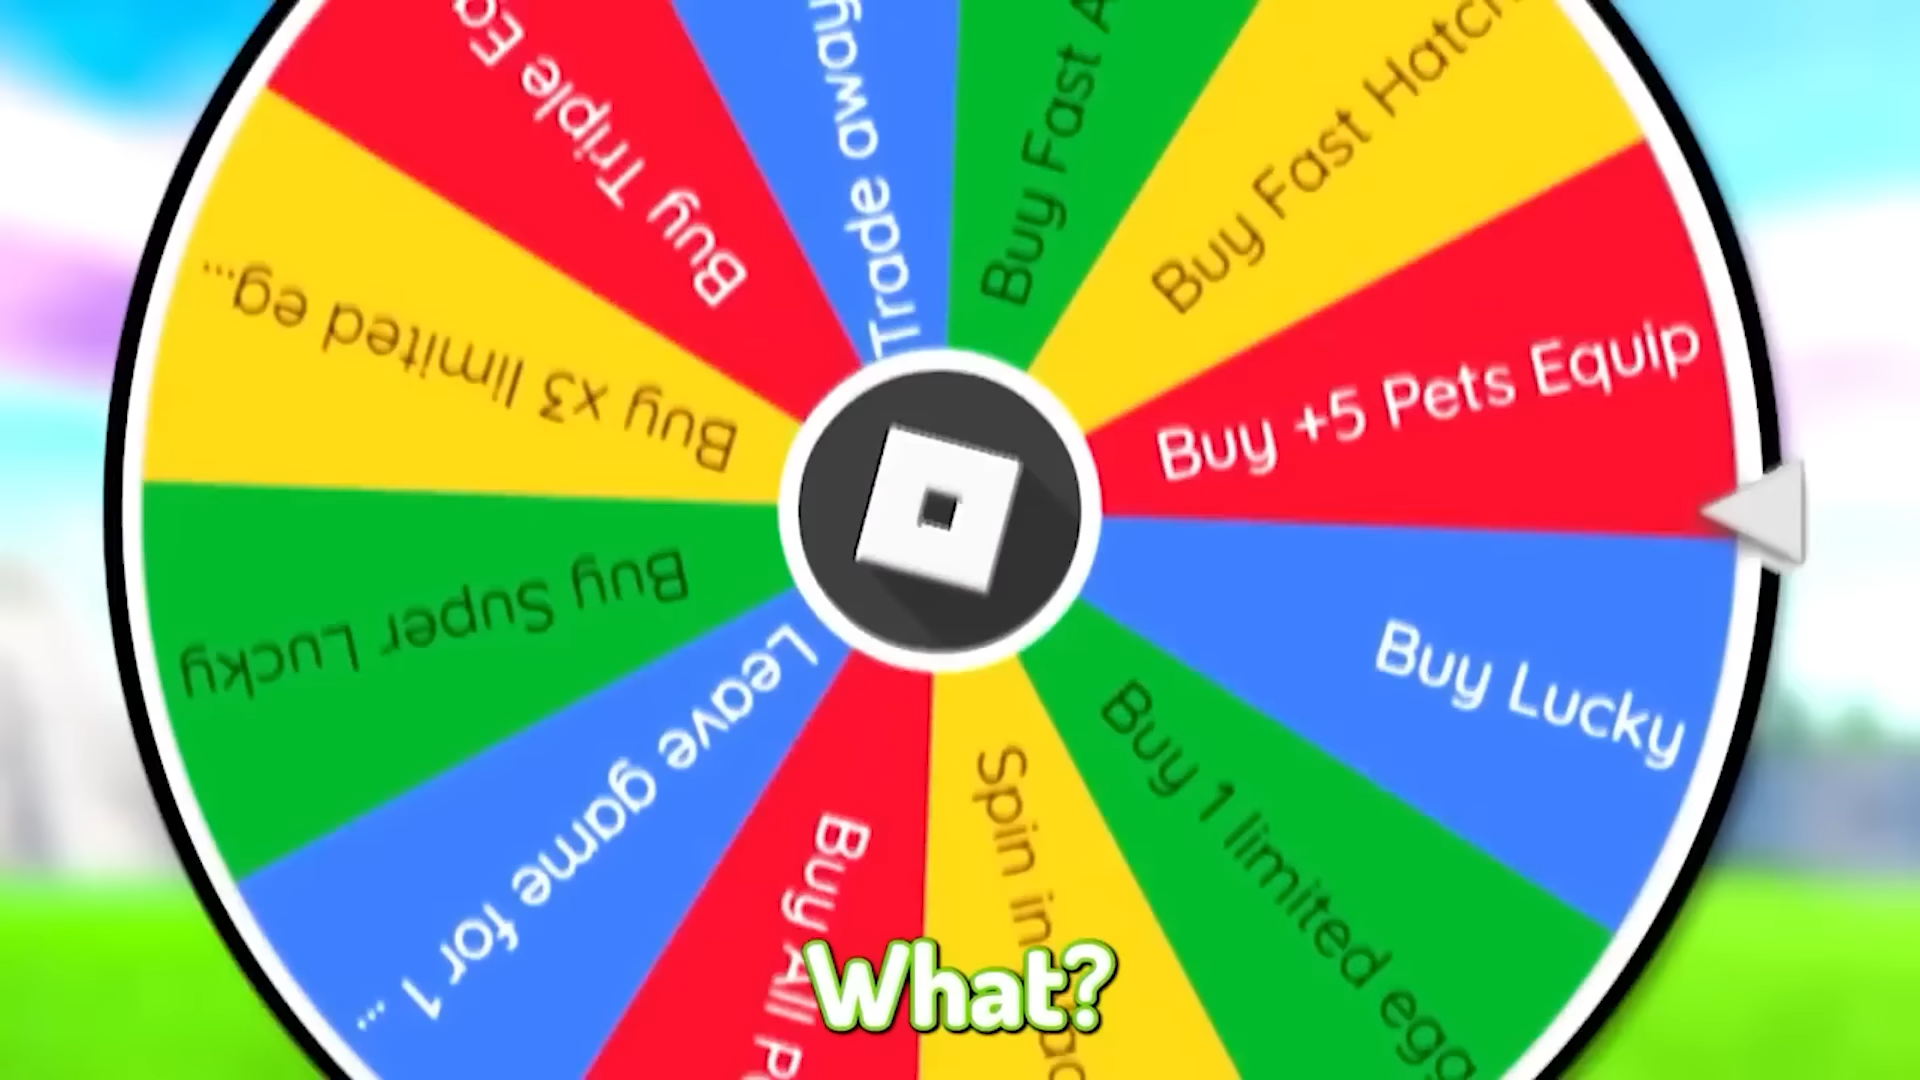 Trade away
Buy Fast A
Buy Fast Hatch
Buy +5 Pets Equip
Buy Lucky
Buy 1 limited egg
Spin in
Buy All P
Leave game for 1 ...
Buy Super Lucky
Buy x3 limited eg...
Buy Triple Eg
What?